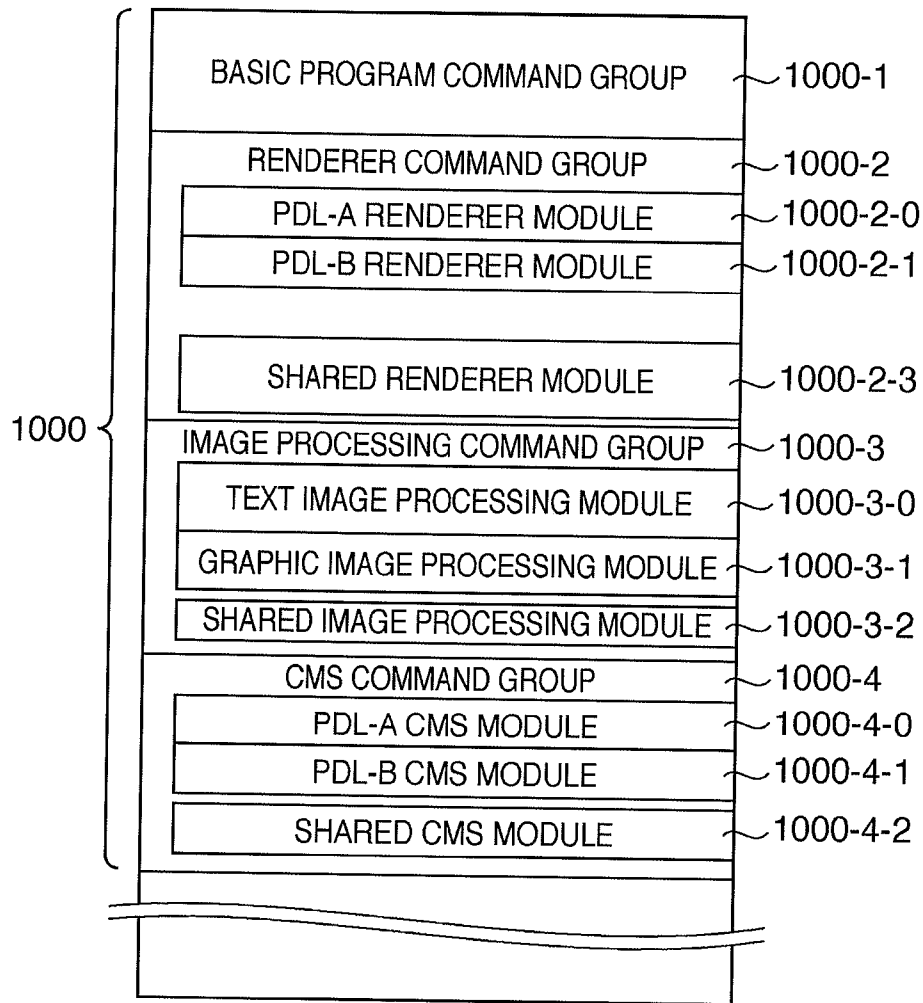 BASIC PROGRAM COMMAND GROUP 1000-1
RENDERER COMMAND GROUP 1000-2
PDL-A RENDERER MODULE 1000-2-0
PDL-B RENDERER MODULE 1000-2-1
SHARED RENDERER MODULE 1000-2-3
1000
IMAGE PROCESSING COMMAND GROUP 1000-3
TEXT IMAGE PROCESSING MODULE 1000-3-0
GRAPHIC IMAGE PROCESSING MODULE 1000-3-1
SHARED IMAGE PROCESSING MODULE 1000-3-2
CMS COMMAND GROUP 1000-4
PDL-A CMS MODULE 1000-4-0
PDL-B CMS MODULE 1000-4-1
SHARED CMS MODULE 1000-4-2